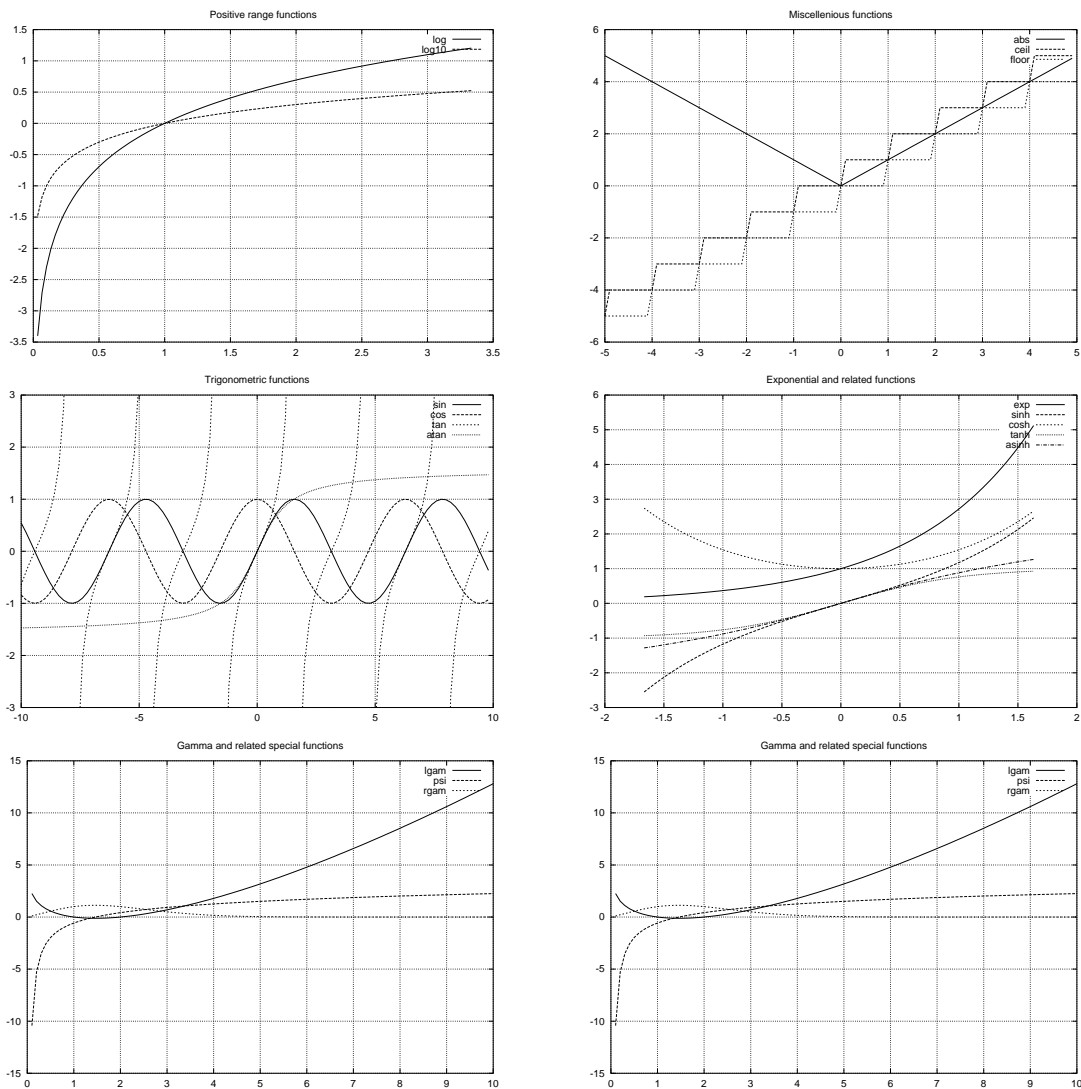 Positive range functions
1.5
1
0.5
0
-0.5
-1
-1.5
-2
-2.5
-3
-3.5
log
log10
0 0.5 1 1.5 2 2.5 3 3.5
Miscellenious functions
6
4
2
0
-2
-4
-6
abs
ceil
floor
-5 -4 -3 -2 -1 0 1 2 3 4 5
Trigonometric functions
3
2
1
0
-1
-2
-3
sin
cos
tan
atan
-10 -5 0 5 10
Exponential and related functions
6
5
4
3
2
1
0
-1
-2
-3
exp
sinh
cosh
tanh
asinh
-2 -1.5 -1 -0.5 0 0.5 1 1.5 2
Gamma and related special functions
15
10
5
0
-5
-10
-15
lgam
psi
rgam
0 1 2 3 4 5 6 7 8 9 10
Gamma and related special functions
15
10
5
0
-5
-10
-15
lgam
psi
rgam
0 1 2 3 4 5 6 7 8 9 10